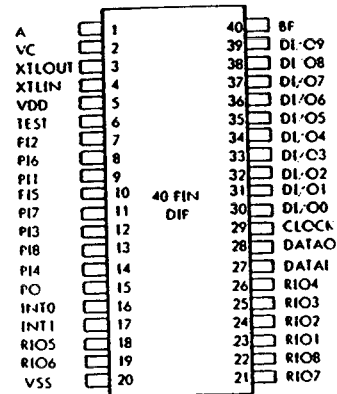 A 1 40 BF
VC 2 39 DI/O9
XTLOUT 3 38 DI/O8
XTLIN 4 37 DI/O7
VDD 5 36 DI/O6
TEST 6 35 DI/O5
PI2 7 34 DI/O4
PI6 8 33 DI/O3
PI1 9 32 DI/O2
PI5 10 40 PIN 31 DI/O1
PI7 11 DIP 30 DI/O0
PI3 12 29 CLOCK
PI8 13 28 DATAO
PI4 14 27 DATAI
PO 15 26 RIO4
INT0 16 25 RIO3
INT1 17 24 RIO2
RIO5 18 23 RIO1
RIO6 19 22 RIO8
VSS 20 21 RIO7